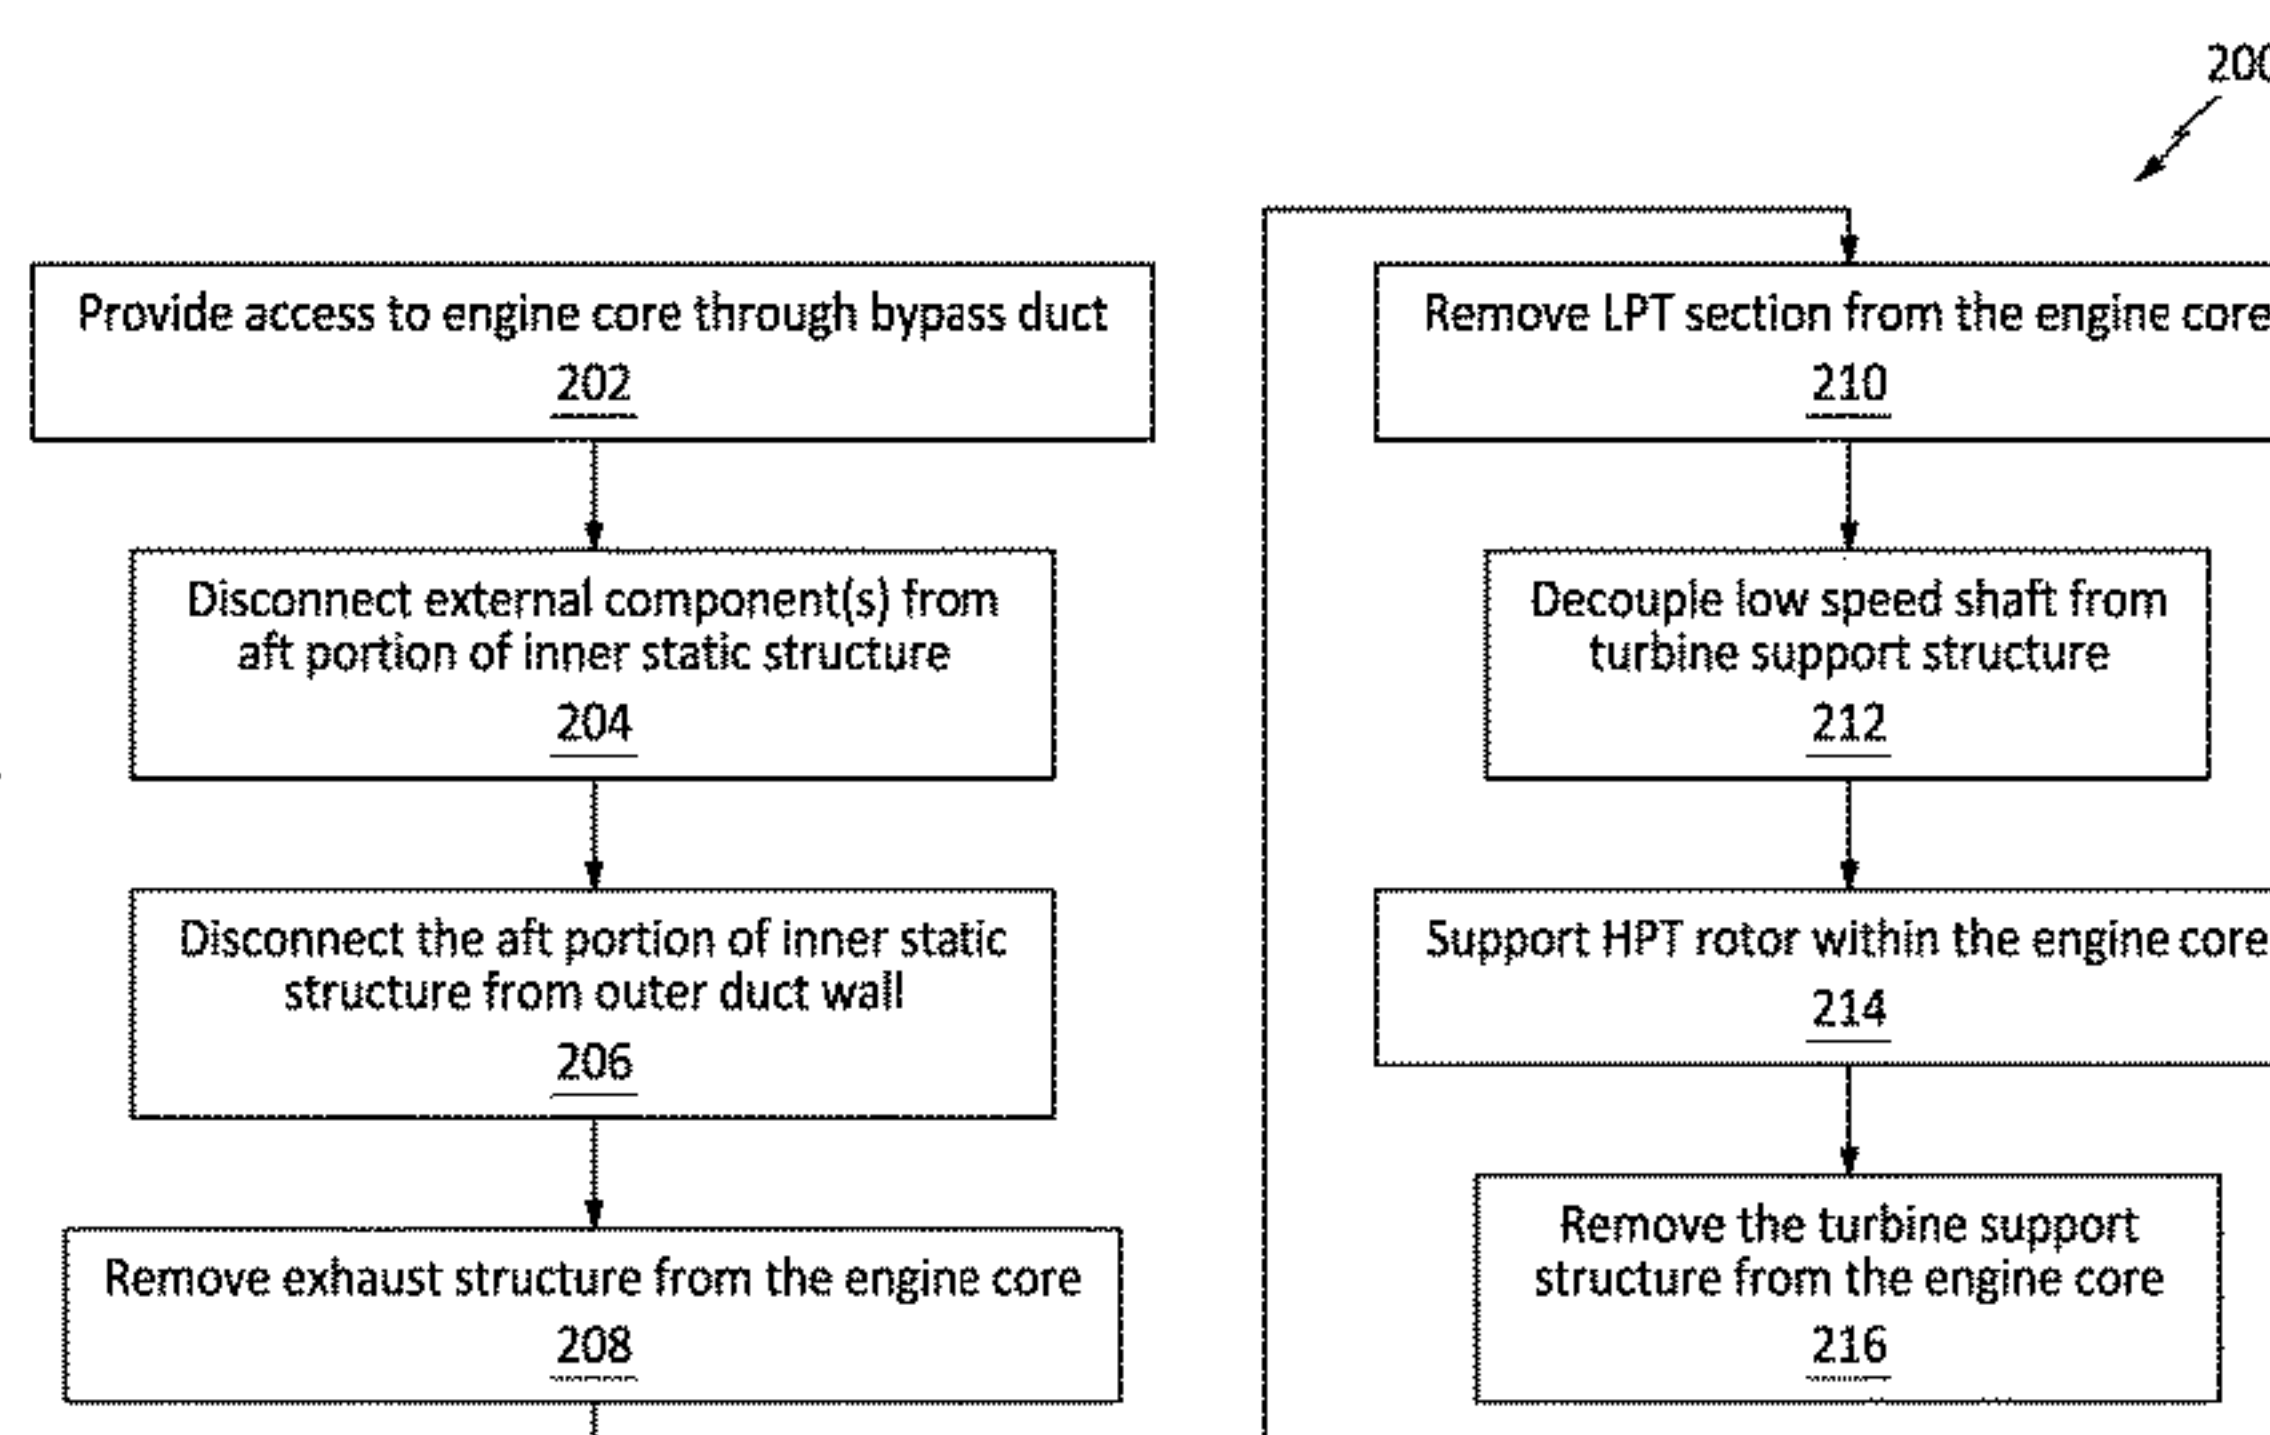 200
Provide access to engine core through bypass duct
202
Disconnect external component(s) from
aft portion of inner static structure
204
Disconnect the aft portion of inner static
structure from outer duct wall
206
Remove exhaust structure from the engine core
208
Remove LPT section from the engine core
210
Decouple low speed shaft from
turbine support structure
212
Support HPT rotor within the engine core
214
Remove the turbine support
structure from the engine core
216